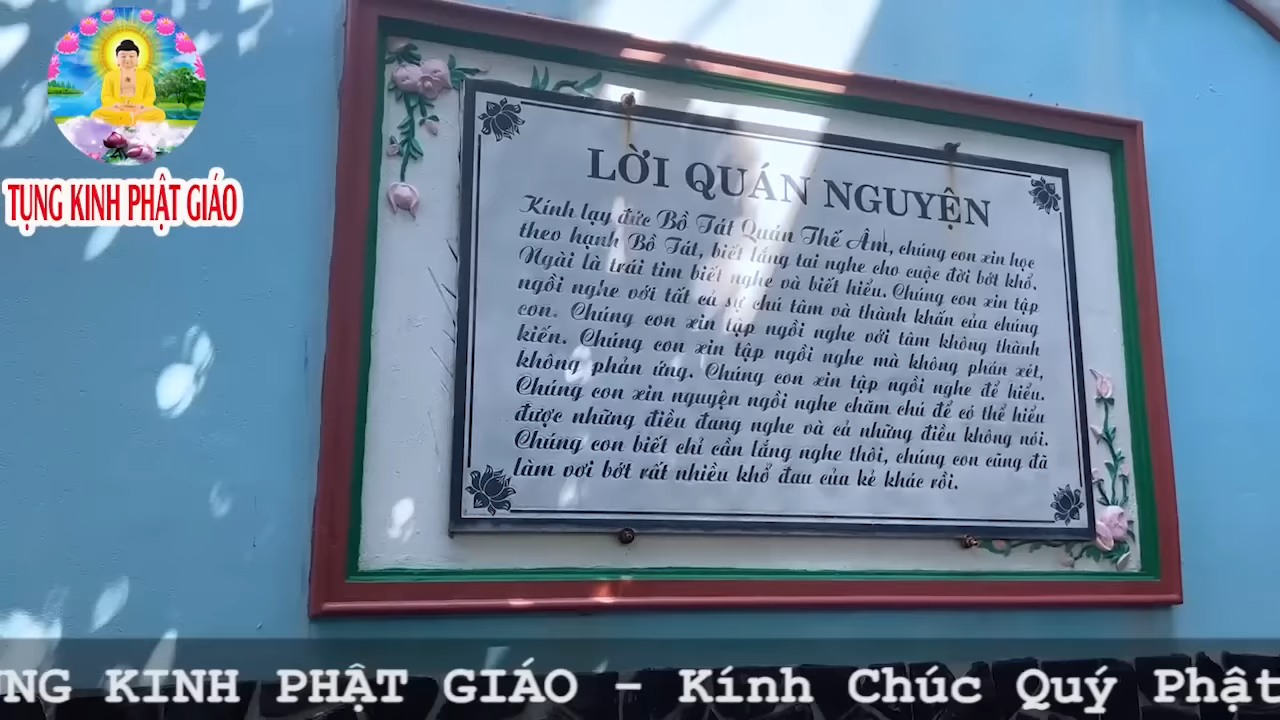 TỤNG KINH PHẬT GIÁO
LỜI QUÁN NGUYỆN
Kính lạy đức Bồ Tát Quán Thế Âm, chúng con xin học
theo hạnh Bồ Tát, biết lắng tai nghe cho cuộc đời bớt khổ.
Ngài là trái tim biết nghe và biết hiểu. Chúng con xin tập
ngồi nghe với tất cả sự chú tâm và thành khẩn của chúng
con. Chúng con xin tập ngồi nghe với tâm không thành
kiến. Chúng con xin tập ngồi nghe mà không phán xét,
không phản ứng. Chúng con xin tập ngồi nghe để hiểu.
Chúng con xin nguyện ngồi nghe chăm chú để có thể hiểu
được những điều đang nghe và cả những điều không nói.
Chúng con biết chỉ cần lắng nghe thôi, chúng con cũng đã
làm vơi bớt rất nhiều khổ đau của kẻ khác rồi.
NG KINH PHẬT GIÁO - Kính Chúc Quý Phật